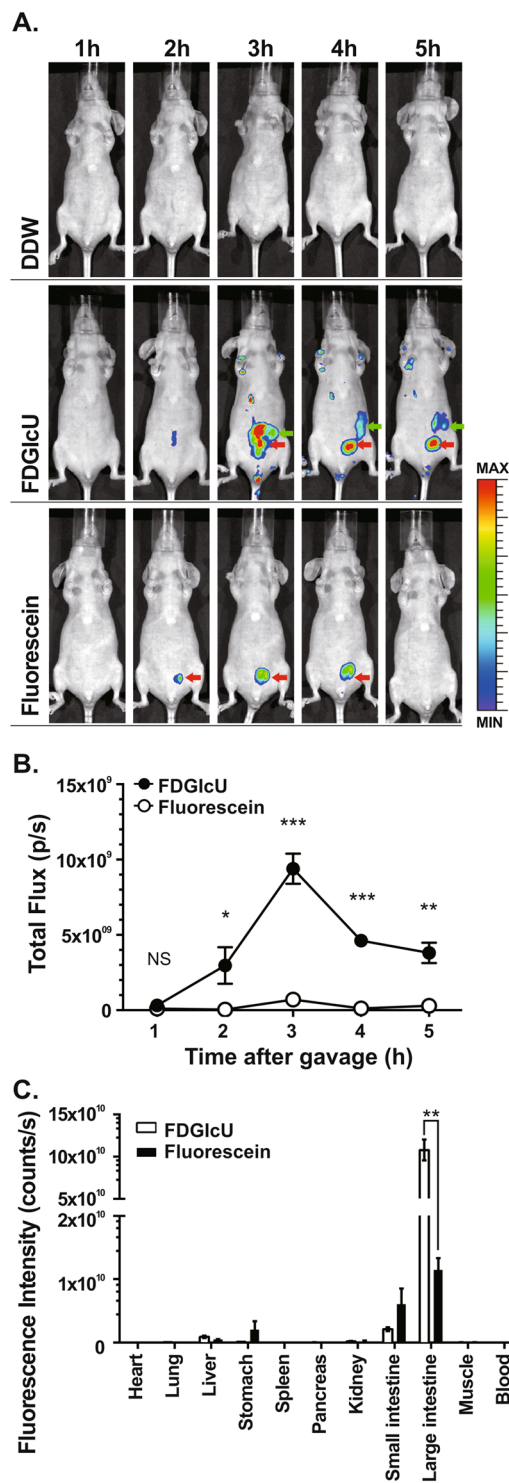 A.
1h 2h 3h 4h 5h
DDW
FDGlcU
Fluorescein
MAX
MIN
B.
FDGlcU
Fluorescein
Total Flux (p/s)
15x10⁹
10x10⁹
5x10⁰⁹
0
NS
*
***
***
**
1 2 3 4 5
Time after gavage (h)
C.
FDGlcU
Fluorescein
Fluorescence Intensity (counts/s)
15x10¹⁰
10x10¹⁰
5x10¹⁰
2x10¹⁰
1x10¹⁰
0
**
Heart
Lung
Liver
Stomach
Spleen
Pancreas
Kidney
Small intestine
Large intestine
Muscle
Blood